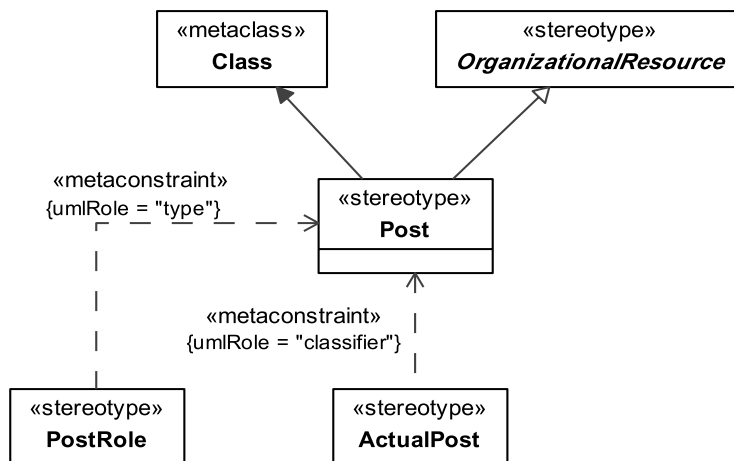 «metaclass»
Class
«stereotype»
OrganizationalResource
«metaconstraint»
{umlRole = "type"}
«stereotype»
Post
«metaconstraint»
{umlRole = "classifier"}
«stereotype»
PostRole
«stereotype»
ActualPost